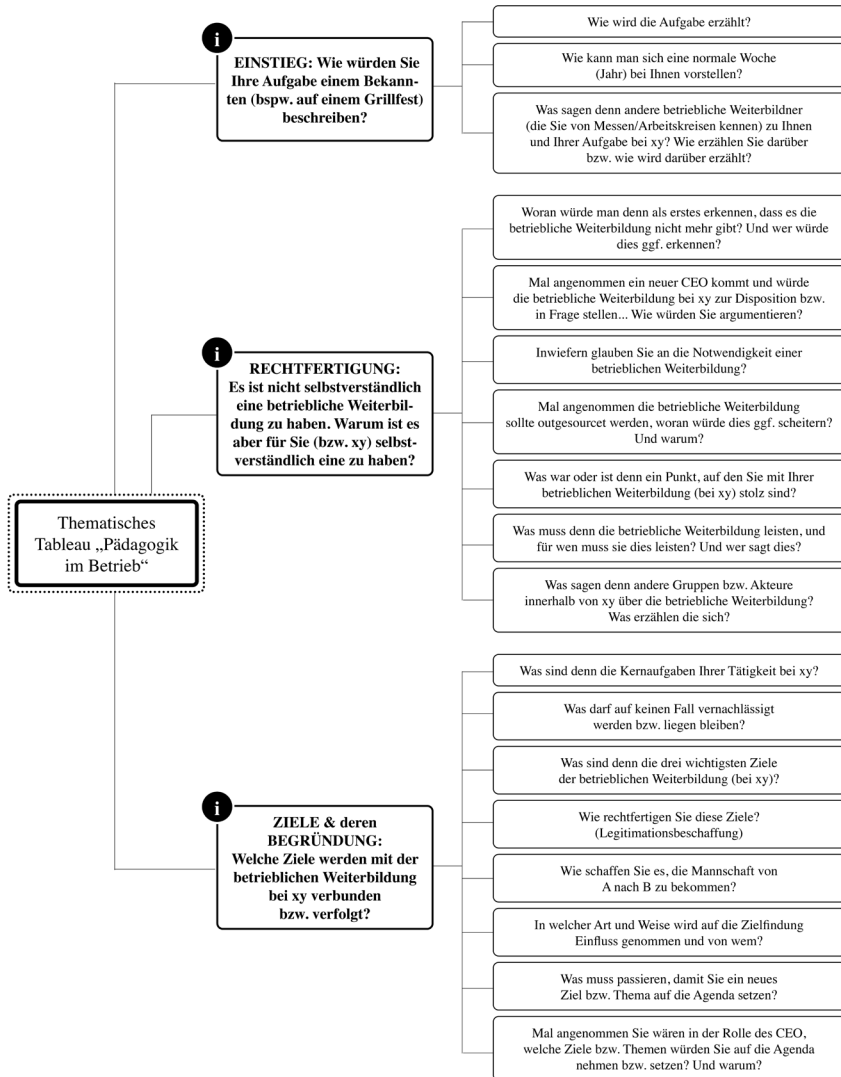 Thematisches
Tableau „Pädagogik
im Betrieb“
i
EINSTIEG: Wie würden Sie
Ihre Aufgabe einem Bekann-
ten (bspw. auf einem Grillfest)
beschreiben?
Wie wird die Aufgabe erzählt?
Wie kann man sich eine normale Woche
(Jahr) bei Ihnen vorstellen?
Was sagen denn andere betriebliche Weiterbildner
(die Sie von Messen/Arbeitskreisen kennen) zu Ihnen
und Ihrer Aufgabe bei xy? Wie erzählen Sie darüber
bzw. wie wird darüber erzählt?
i
RECHTFERTIGUNG:
Es ist nicht selbstverständlich
eine betriebliche Weiterbil-
dung zu haben. Warum ist es
aber für Sie (bzw. xy) selbst-
verständlich eine zu haben?
Woran würde man denn als erstes erkennen, dass es die
betriebliche Weiterbildung nicht mehr gibt? Und wer würde
dies ggf. erkennen?
Mal angenommen ein neuer CEO kommt und würde
die betriebliche Weiterbildung bei xy zur Disposition bzw.
in Frage stellen... Wie würden Sie argumentieren?
Inwiefern glauben Sie an die Notwendigkeit einer
betrieblichen Weiterbildung?
Mal angenommen die betriebliche Weiterbildung
sollte outgesourcet werden, woran würde dies ggf. scheitern?
Und warum?
Was war oder ist denn ein Punkt, auf den Sie mit Ihrer
betrieblichen Weiterbildung (bei xy) stolz sind?
Was muss denn die betriebliche Weiterbildung leisten, und
für wen muss sie dies leisten? Und wer sagt dies?
Was sagen denn andere Gruppen bzw. Akteure
innerhalb von xy über die betriebliche Weiterbildung?
Was erzählen die sich?
i
ZIELE & deren
BEGRÜNDUNG:
Welche Ziele werden mit der
betrieblichen Weiterbildung
bei xy verbunden
bzw. verfolgt?
Was sind denn die Kernaufgaben Ihrer Tätigkeit bei xy?
Was darf auf keinen Fall vernachlässigt
werden bzw. liegen bleiben?
Was sind denn die drei wichtigsten Ziele
der betrieblichen Weiterbildung (bei xy)?
Wie rechtfertigen Sie diese Ziele?
(Legitimationsbeschaffung)
Wie schaffen Sie es, die Mannschaft von
A nach B zu bekommen?
In welcher Art und Weise wird auf die Zielfindung
Einfluss genommen und von wem?
Was muss passieren, damit Sie ein neues
Ziel bzw. Thema auf die Agenda setzen?
Mal angenommen Sie wären in der Rolle des CEO,
welche Ziele bzw. Themen würden Sie auf die Agenda
nehmen bzw. setzen? Und warum?